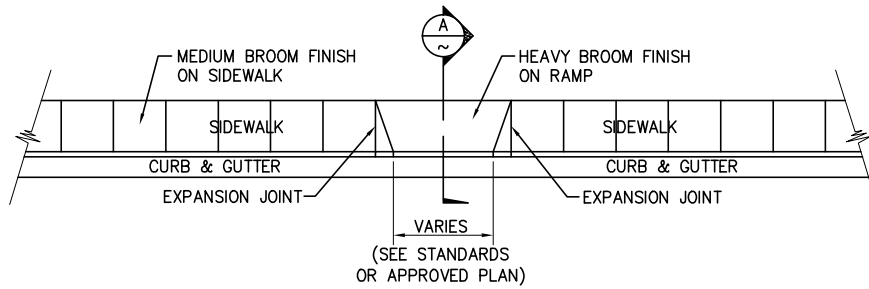 A
~
MEDIUM BROOM FINISH
ON SIDEWALK
HEAVY BROOM FINISH
ON RAMP
SIDEWALK
SIDEWALK
CURB & GUTTER
CURB & GUTTER
EXPANSION JOINT
EXPANSION JOINT
VARIES
(SEE STANDARDS
OR APPROVED PLAN)